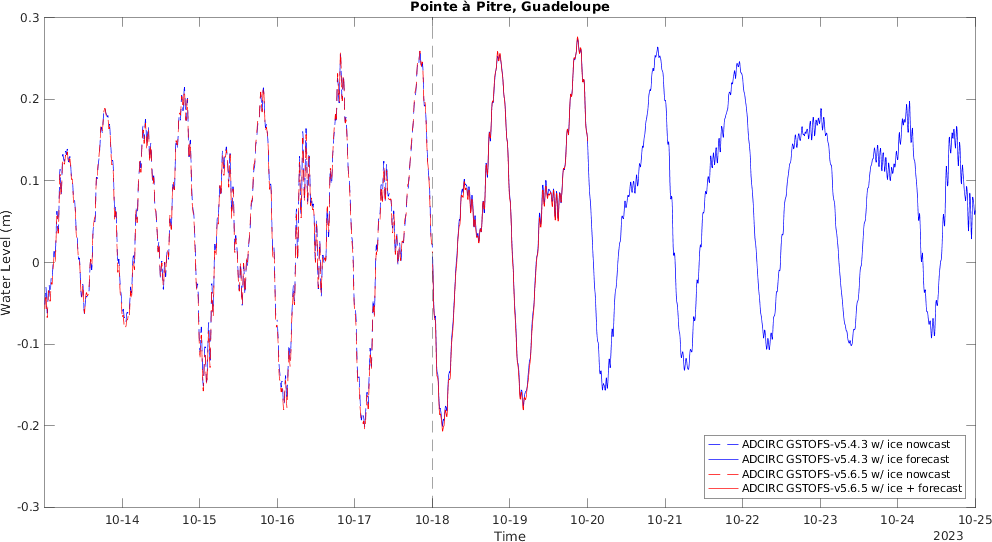 Pointe à Pitre, Guadeloupe
0.3
0.2
0.1
0
-0.1
-0.2
-0.3
Water Level (m)
ADCIRC GSTOFS-v5.4.3 w/ ice nowcast
ADCIRC GSTOFS-v5.4.3 w/ ice forecast
ADCIRC GSTOFS-v5.6.5 w/ ice nowcast
ADCIRC GSTOFS-v5.6.5 w/ ice + forecast
10-14 10-15 10-16 10-17 10-18 10-19 10-20 10-21 10-22 10-23 10-24 10-25
Time
2023